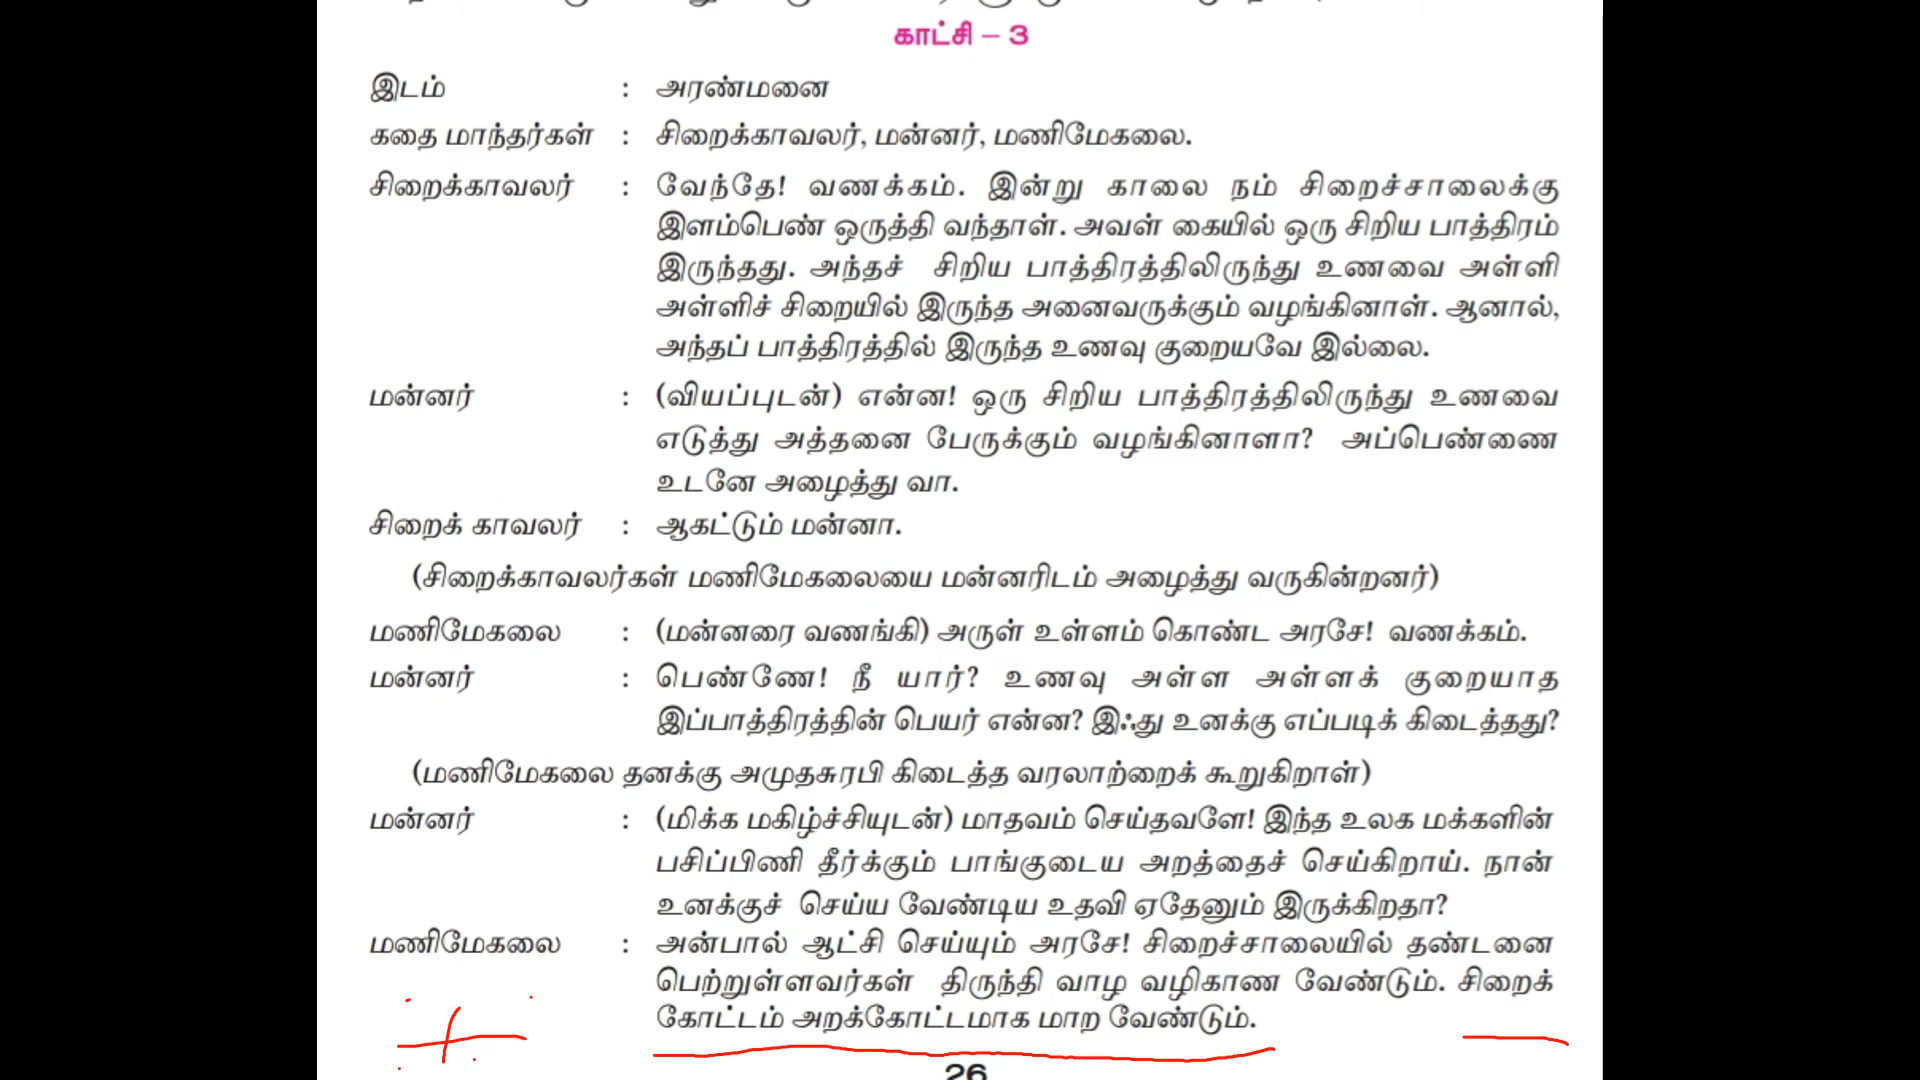 காட்சி – 3
இடம் : அரண்மனை
கதை மாந்தர்கள் : சிறைக்காவலர், மன்னர், மணிமேகலை.
சிறைக்காவலர் : வேந்தே! வணக்கம். இன்று காலை நம் சிறைச்சாலைக்கு
இளம்பெண் ஒருத்தி வந்தாள். அவள் கையில் ஒரு சிறிய பாத்திரம்
இருந்தது. அந்தச் சிறிய பாத்திரத்திலிருந்து உணவை அள்ளி
அள்ளிச் சிறையில் இருந்த அனைவருக்கும் வழங்கினாள். ஆனால்,
அந்தப் பாத்திரத்தில் இருந்த உணவு குறையவே இல்லை.
மன்னர் : (வியப்புடன்) என்ன! ஒரு சிறிய பாத்திரத்திலிருந்து உணவை
எடுத்து அத்தனை பேருக்கும் வழங்கினாளா? அப்பெண்ணை
உடனே அழைத்து வா.
சிறைக் காவலர் : ஆகட்டும் மன்னா.
(சிறைக்காவலர்கள் மணிமேகலையை மன்னரிடம் அழைத்து வருகின்றனர்)
மணிமேகலை : (மன்னரை வணங்கி) அருள் உள்ளம் கொண்ட அரசே! வணக்கம்.
மன்னர் : பெண்ணே! நீ யார்? உணவு அள்ள அள்ளக் குறையாத
இப்பாத்திரத்தின் பெயர் என்ன? இஃது உனக்கு எப்படிக் கிடைத்தது?
(மணிமேகலை தனக்கு அமுதசுரபி கிடைத்த வரலாற்றைக் கூறுகிறாள்)
மன்னர் : (மிக்க மகிழ்ச்சியுடன்) மாதவம் செய்தவளே! இந்த உலக மக்களின்
பசிப்பிணி தீர்க்கும் பாங்குடைய அறத்தைச் செய்கிறாய். நான்
உனக்குச் செய்ய வேண்டிய உதவி ஏதேனும் இருக்கிறதா?
மணிமேகலை : அன்பால் ஆட்சி செய்யும் அரசே! சிறைச்சாலையில் தண்டனை
பெற்றுள்ளவர்கள் திருந்தி வாழ வழிகாண வேண்டும். சிறைக்
கோட்டம் அறக்கோட்டமாக மாற வேண்டும்.
26